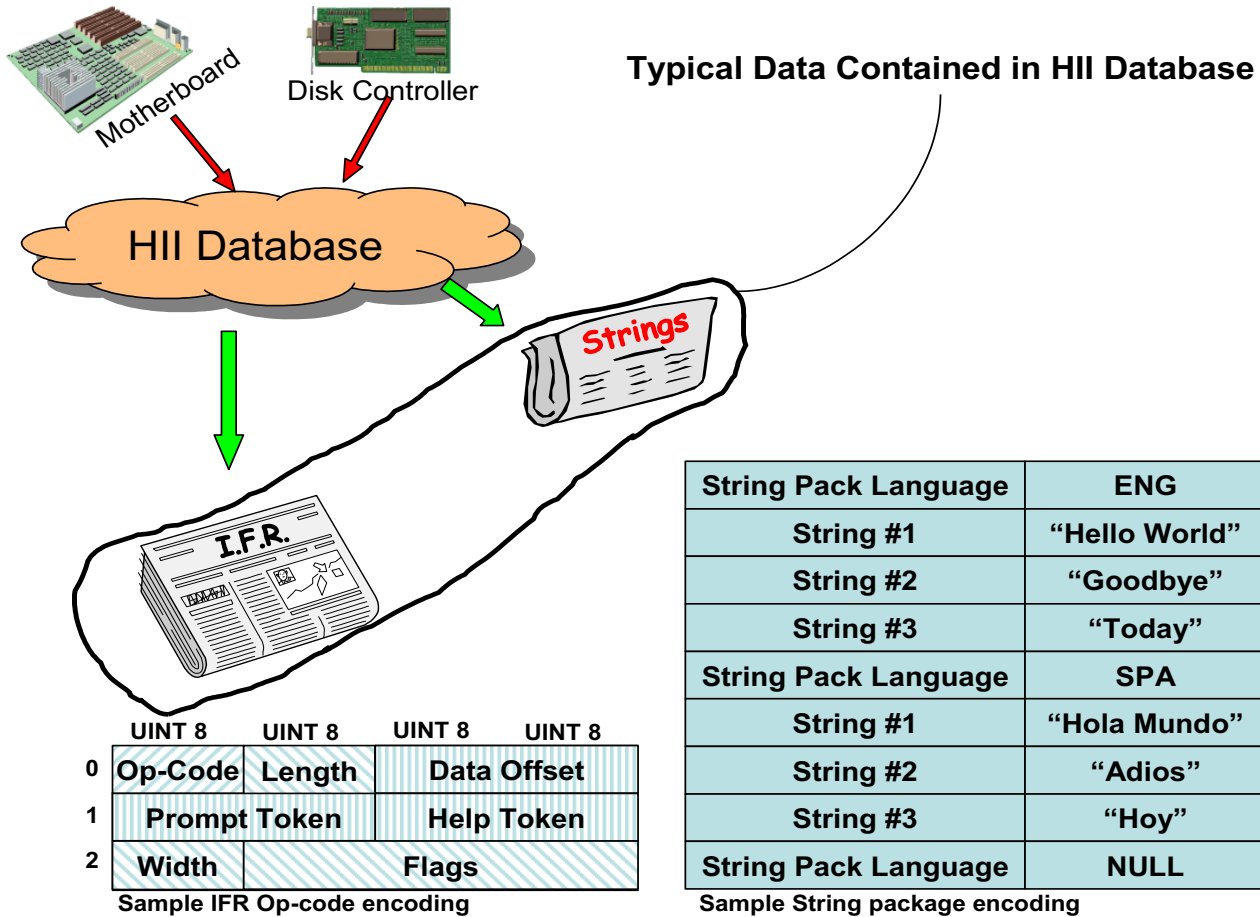 Motherboard
Disk Controller
Typical Data Contained in HII Database
HII Database
Strings
I.F.R.
UINT 8 UINT 8 UINT 8 UINT 8
0 Op-Code Length Data Offset
1 Prompt Token Help Token
2 Width Flags
Sample IFR Op-code encoding
String Pack Language ENG
String #1 “Hello World”
String #2 “Goodbye”
String #3 “Today”
String Pack Language SPA
String #1 “Hola Mundo”
String #2 “Adios”
String #3 “Hoy”
String Pack Language NULL
Sample String package encoding